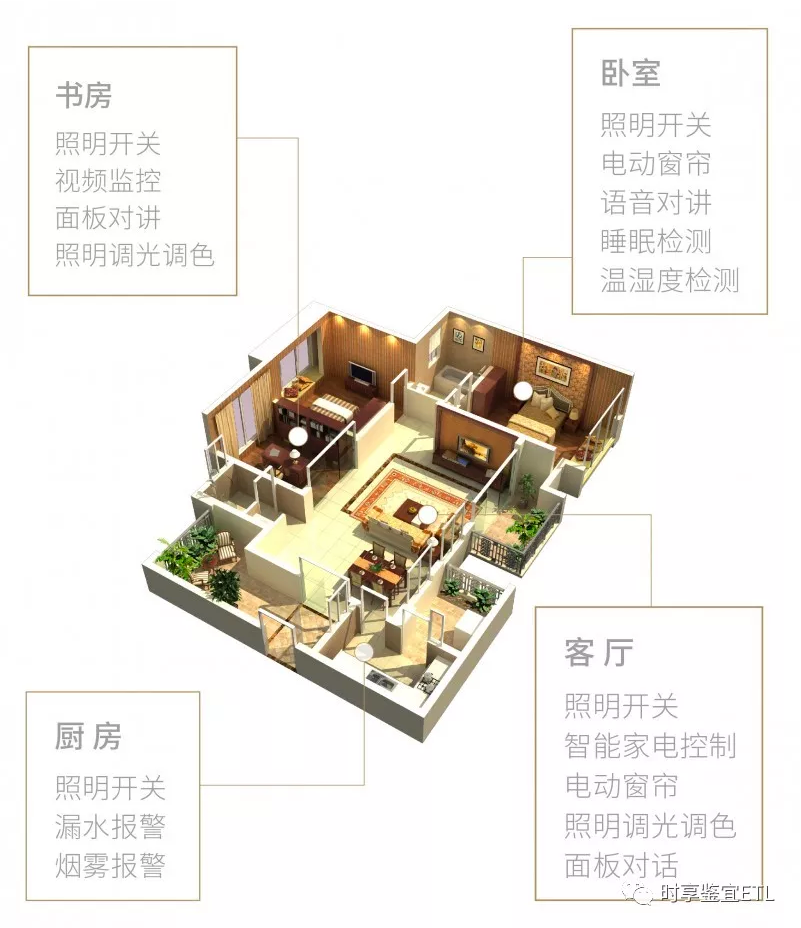 书房
照明开关
视频监控
面板对讲
照明调光调色
卧室
照明开关
电动窗帘
语音对讲
睡眠检测
温湿度检测
客厅
照明开关
智能家电控制
电动窗帘
照明调光调色
面板对话
厨房
照明开关
漏水报警
烟雾报警
时享鉴宜ETL